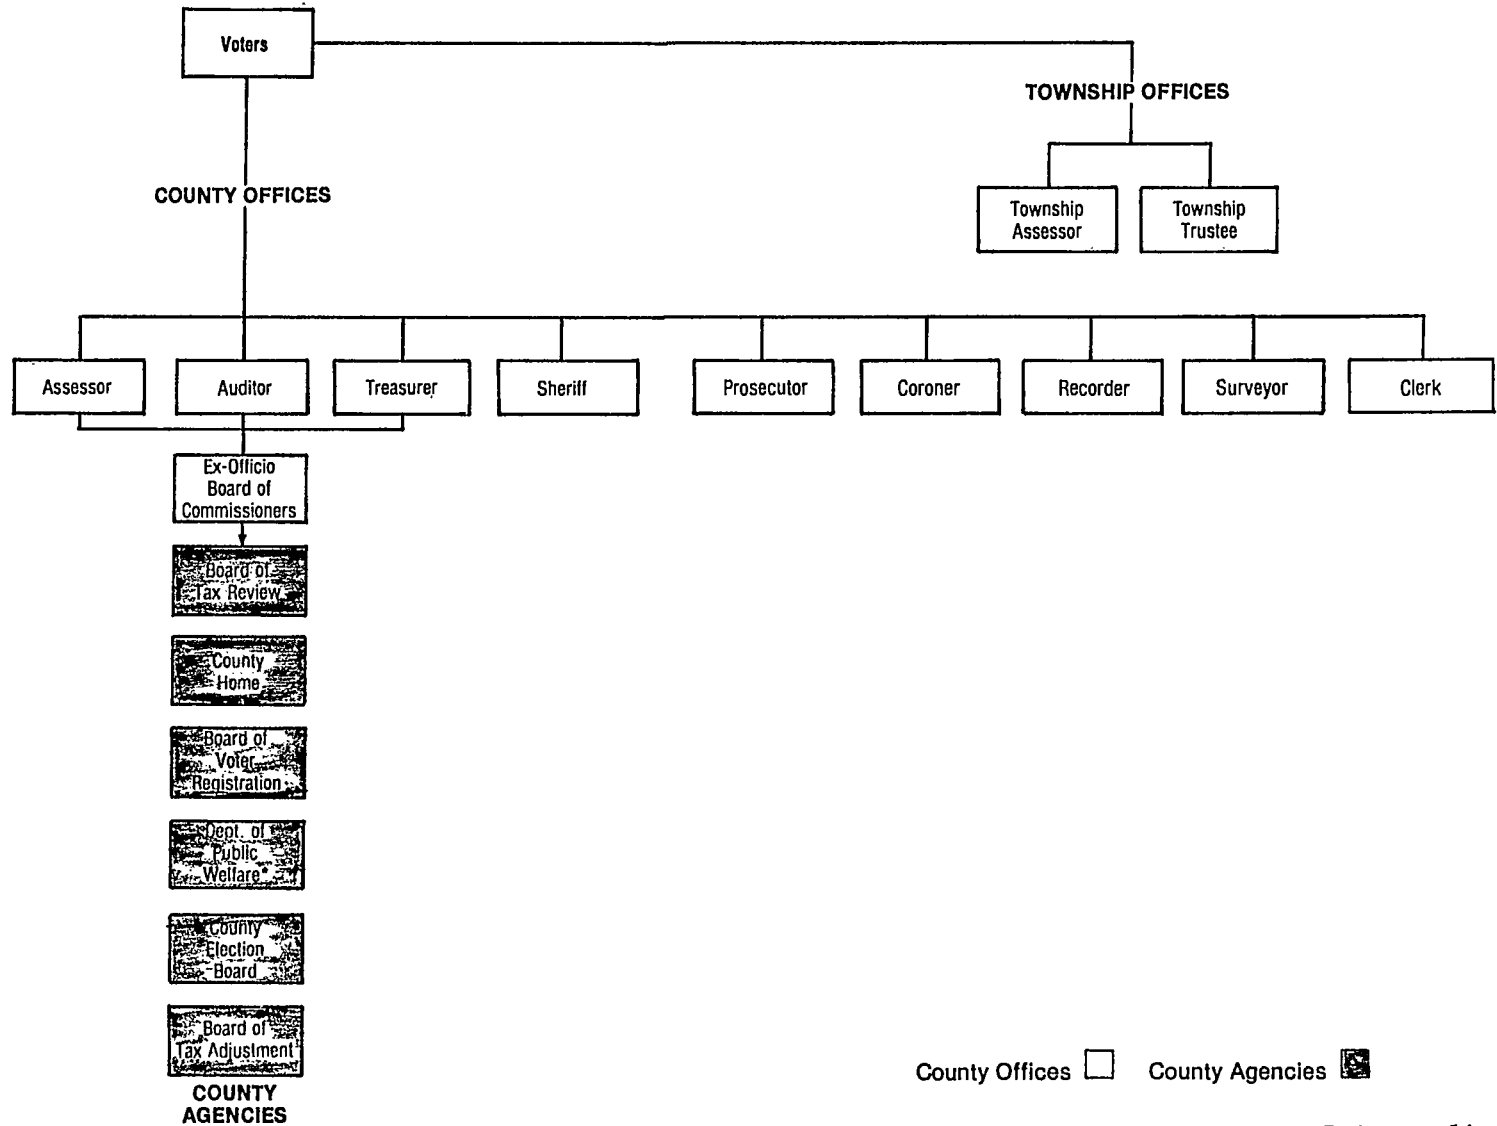 Voters
TOWNSHIP OFFICES
COUNTY OFFICES
Township
Assessor
Township
Trustee
Assessor
Auditor
Treasurer
Sheriff
Prosecutor
Coroner
Recorder
Surveyor
Clerk
Ex-Officio
Board of
Commissioners
Board of
Tax Review
County
Home
Board of
Voter
Registration
Dept. of
Public
Welfare*
County
Election
Board
Board of
Tax Adjustment
COUNTY
AGENCIES
County Offices
County Agencies